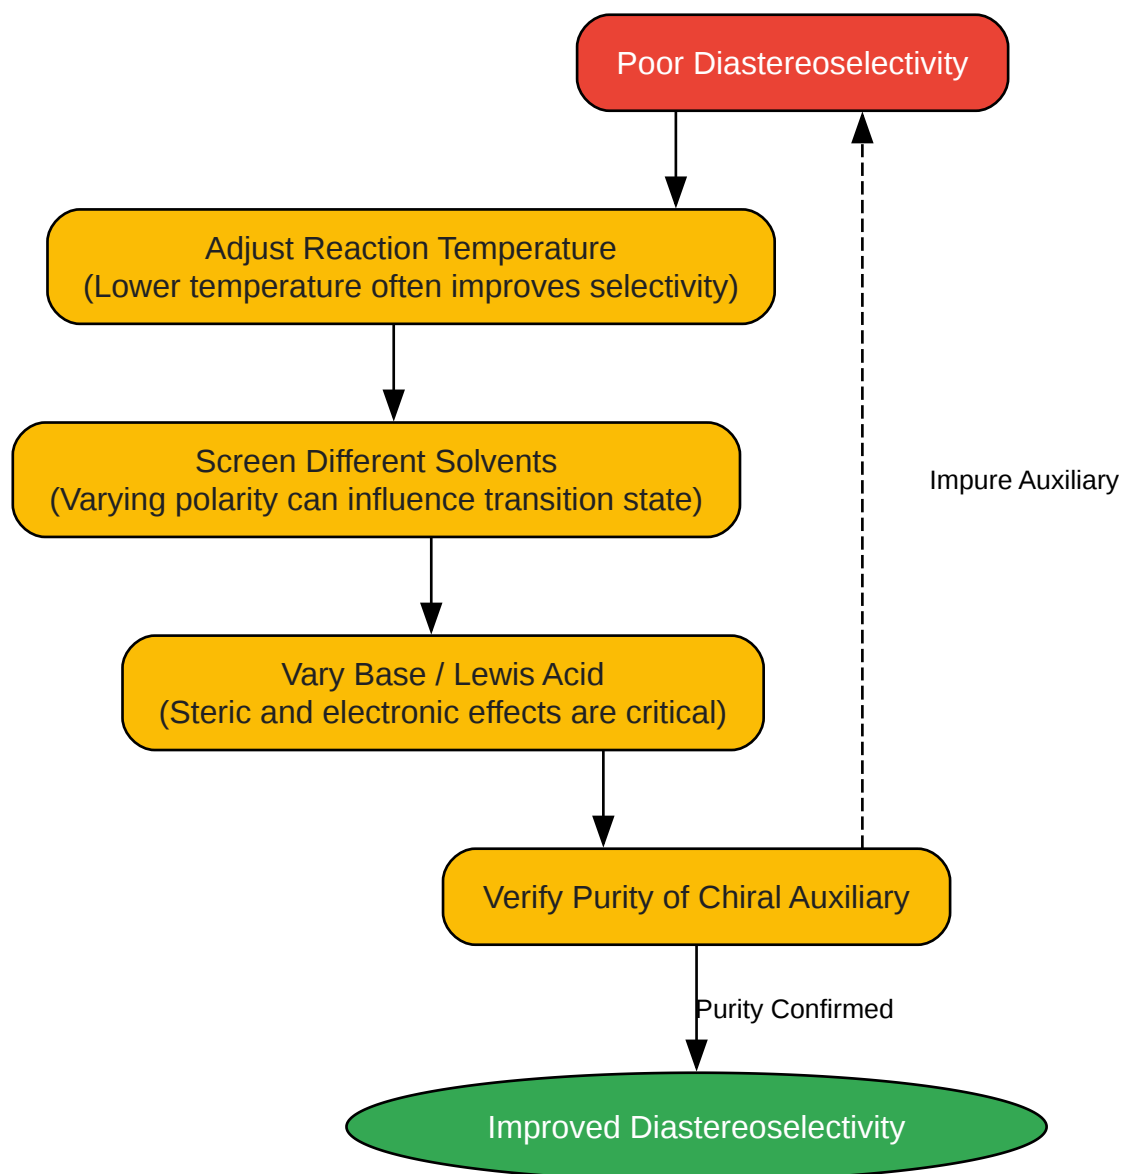 Poor Diastereoselectivity
Adjust Reaction Temperature
(Lower temperature often improves selectivity)
Screen Different Solvents
(Varying polarity can influence transition state)
Impure Auxiliary
Vary Base / Lewis Acid
(Steric and electronic effects are critical)
Verify Purity of Chiral Auxiliary
Purity Confirmed
Improved Diastereoselectivity